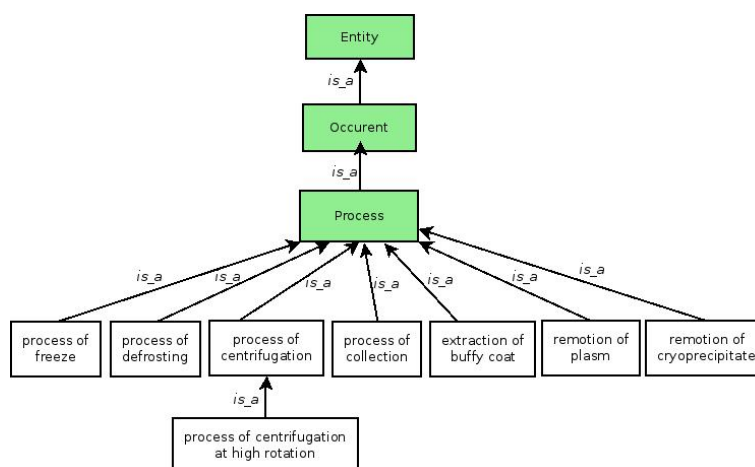 Entity
is_a
Occurent
is_a
Process
is_a
is_a
is_a
is_a
is_a
is_a
is_a
process of
freeze
process of
defrosting
process of
centrifugation
process of
collection
extraction of
buffy coat
remotion of
plasm
remotion of
cryoprecipitate
is_a
process of centrifugation
at high rotation